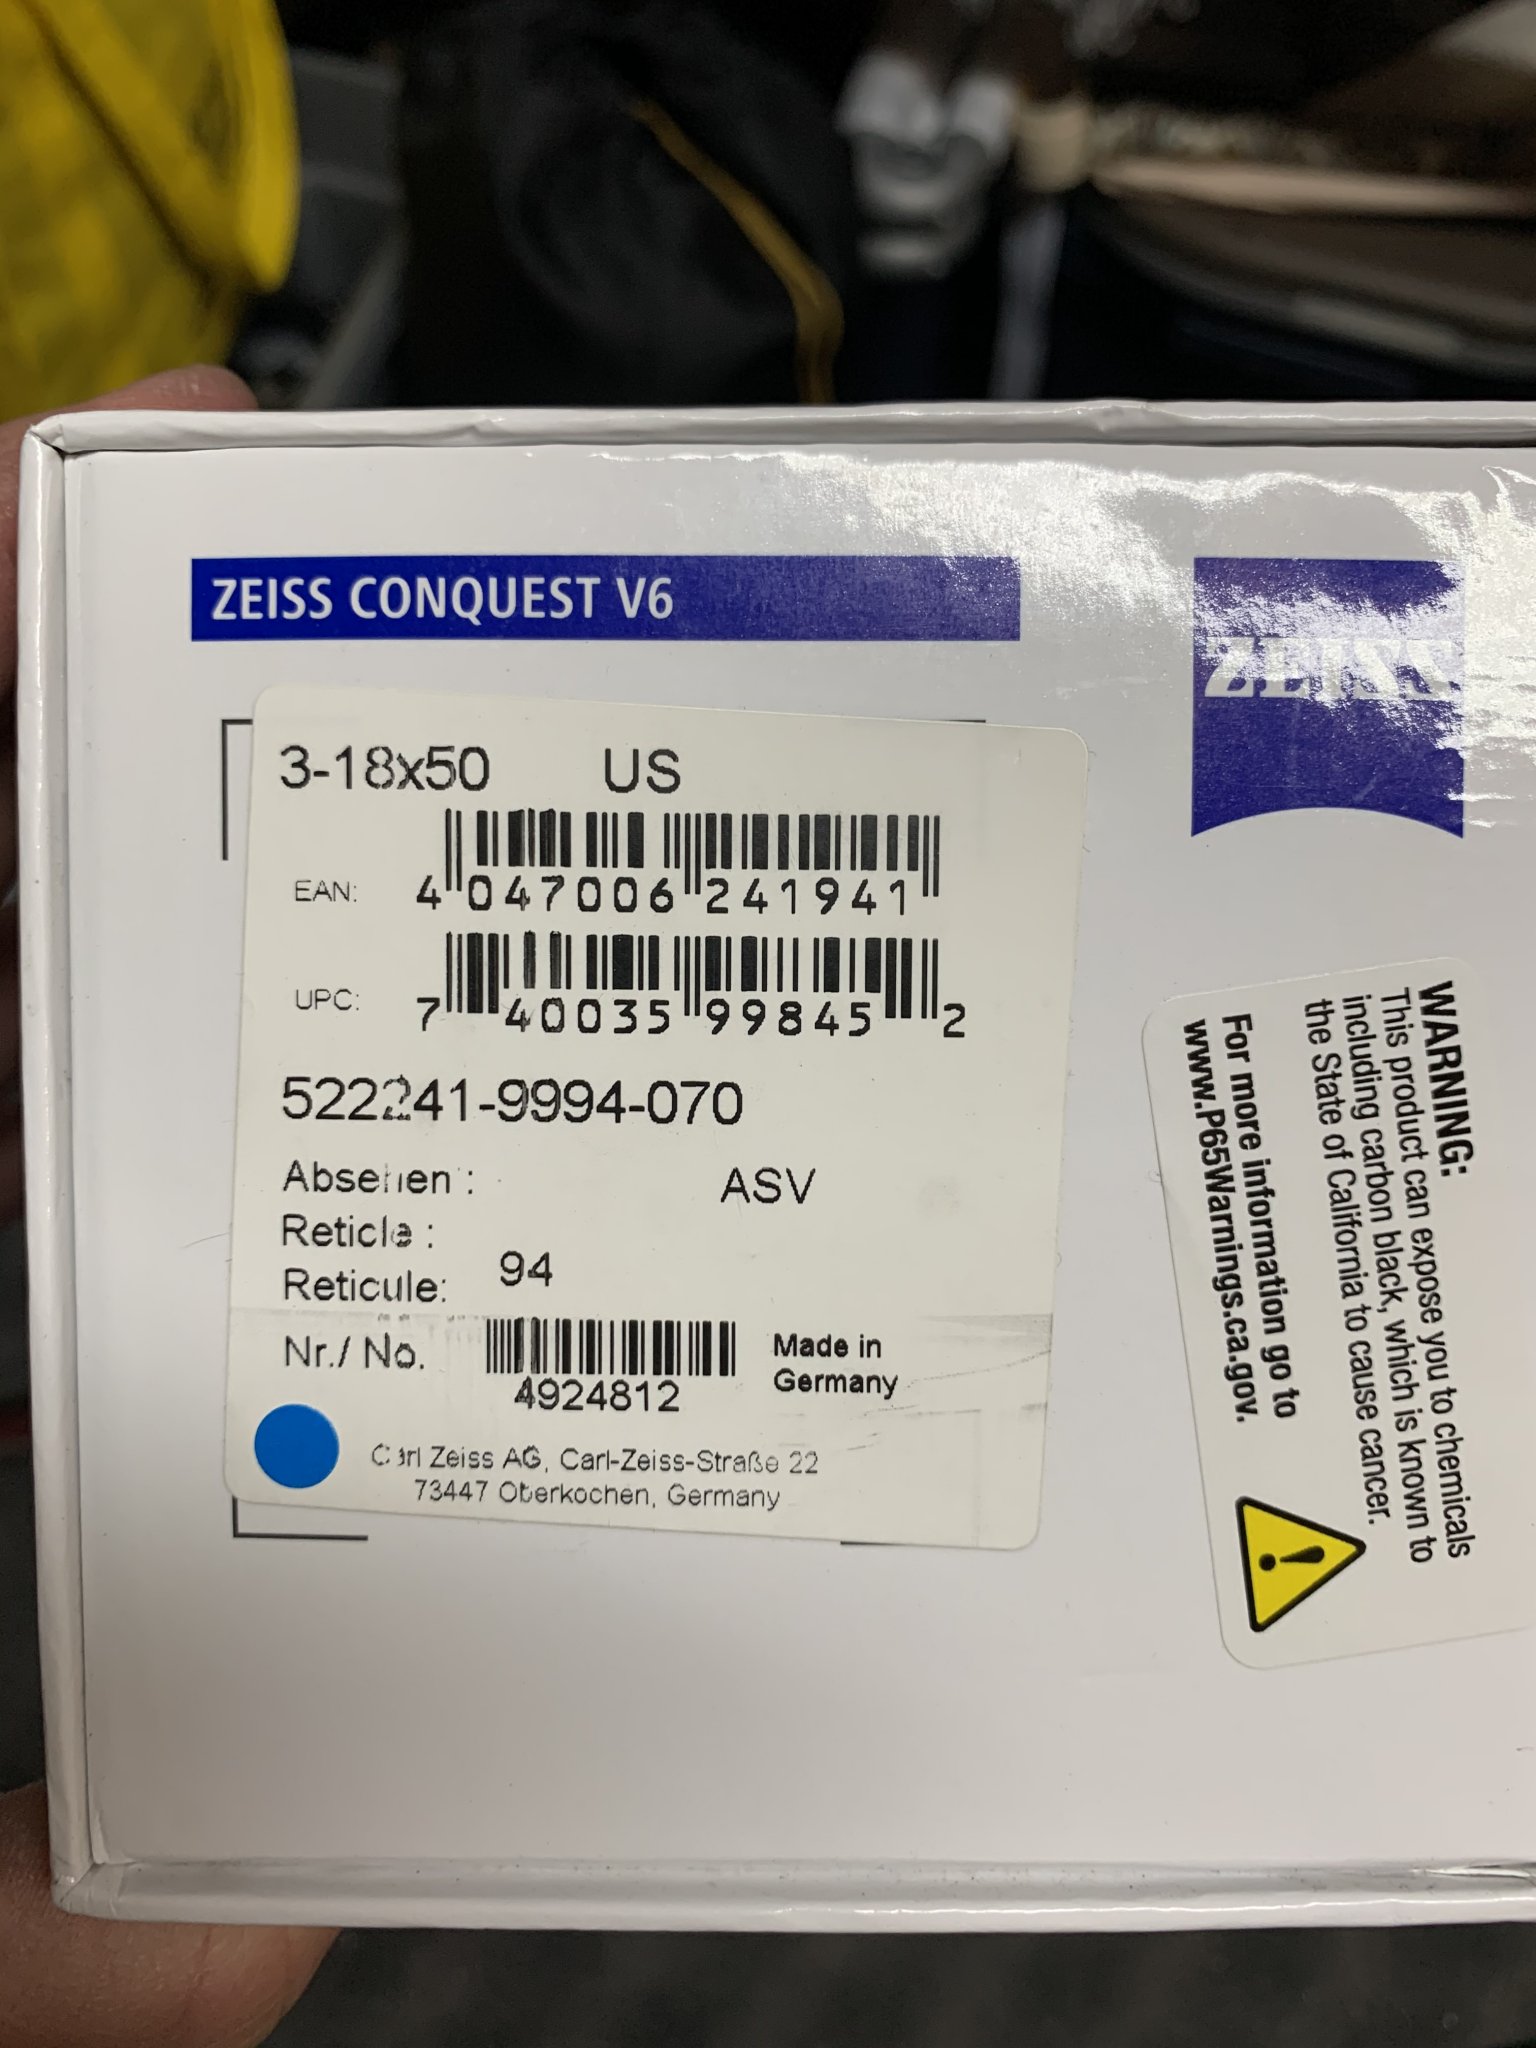 ZEISS CONQUEST V6
ZEISS
3-18x50 US
EAN: 4 047006 241941
UPC: 7 40035 99845 2
522241-9994-070
Absehen : ASV
Reticle :
Reticule: 94
Nr./ No. 4924812
Made in
Germany
Carl Zeiss AG, Carl-Zeiss-Straße 22
73447 Oberkochen, Germany
WARNING:
This product can expose you to chemicals
including carbon black, which is known to
the State of California to cause cancer.
For more information go to
www.P65Warnings.ca.gov.